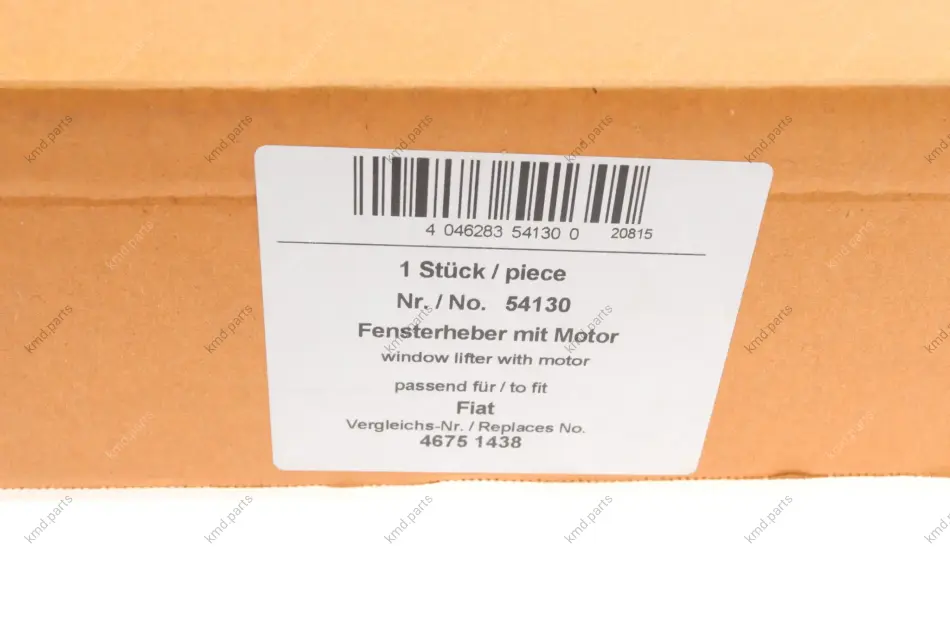 4 046283 54130 0 20815
1 Stück / piece
Nr. / No. 54130
Fensterheber mit Motor
window lifter with motor
passend für / to fit
Fiat
Vergleichs-Nr. / Replaces No.
4675 1438
kmd.parts